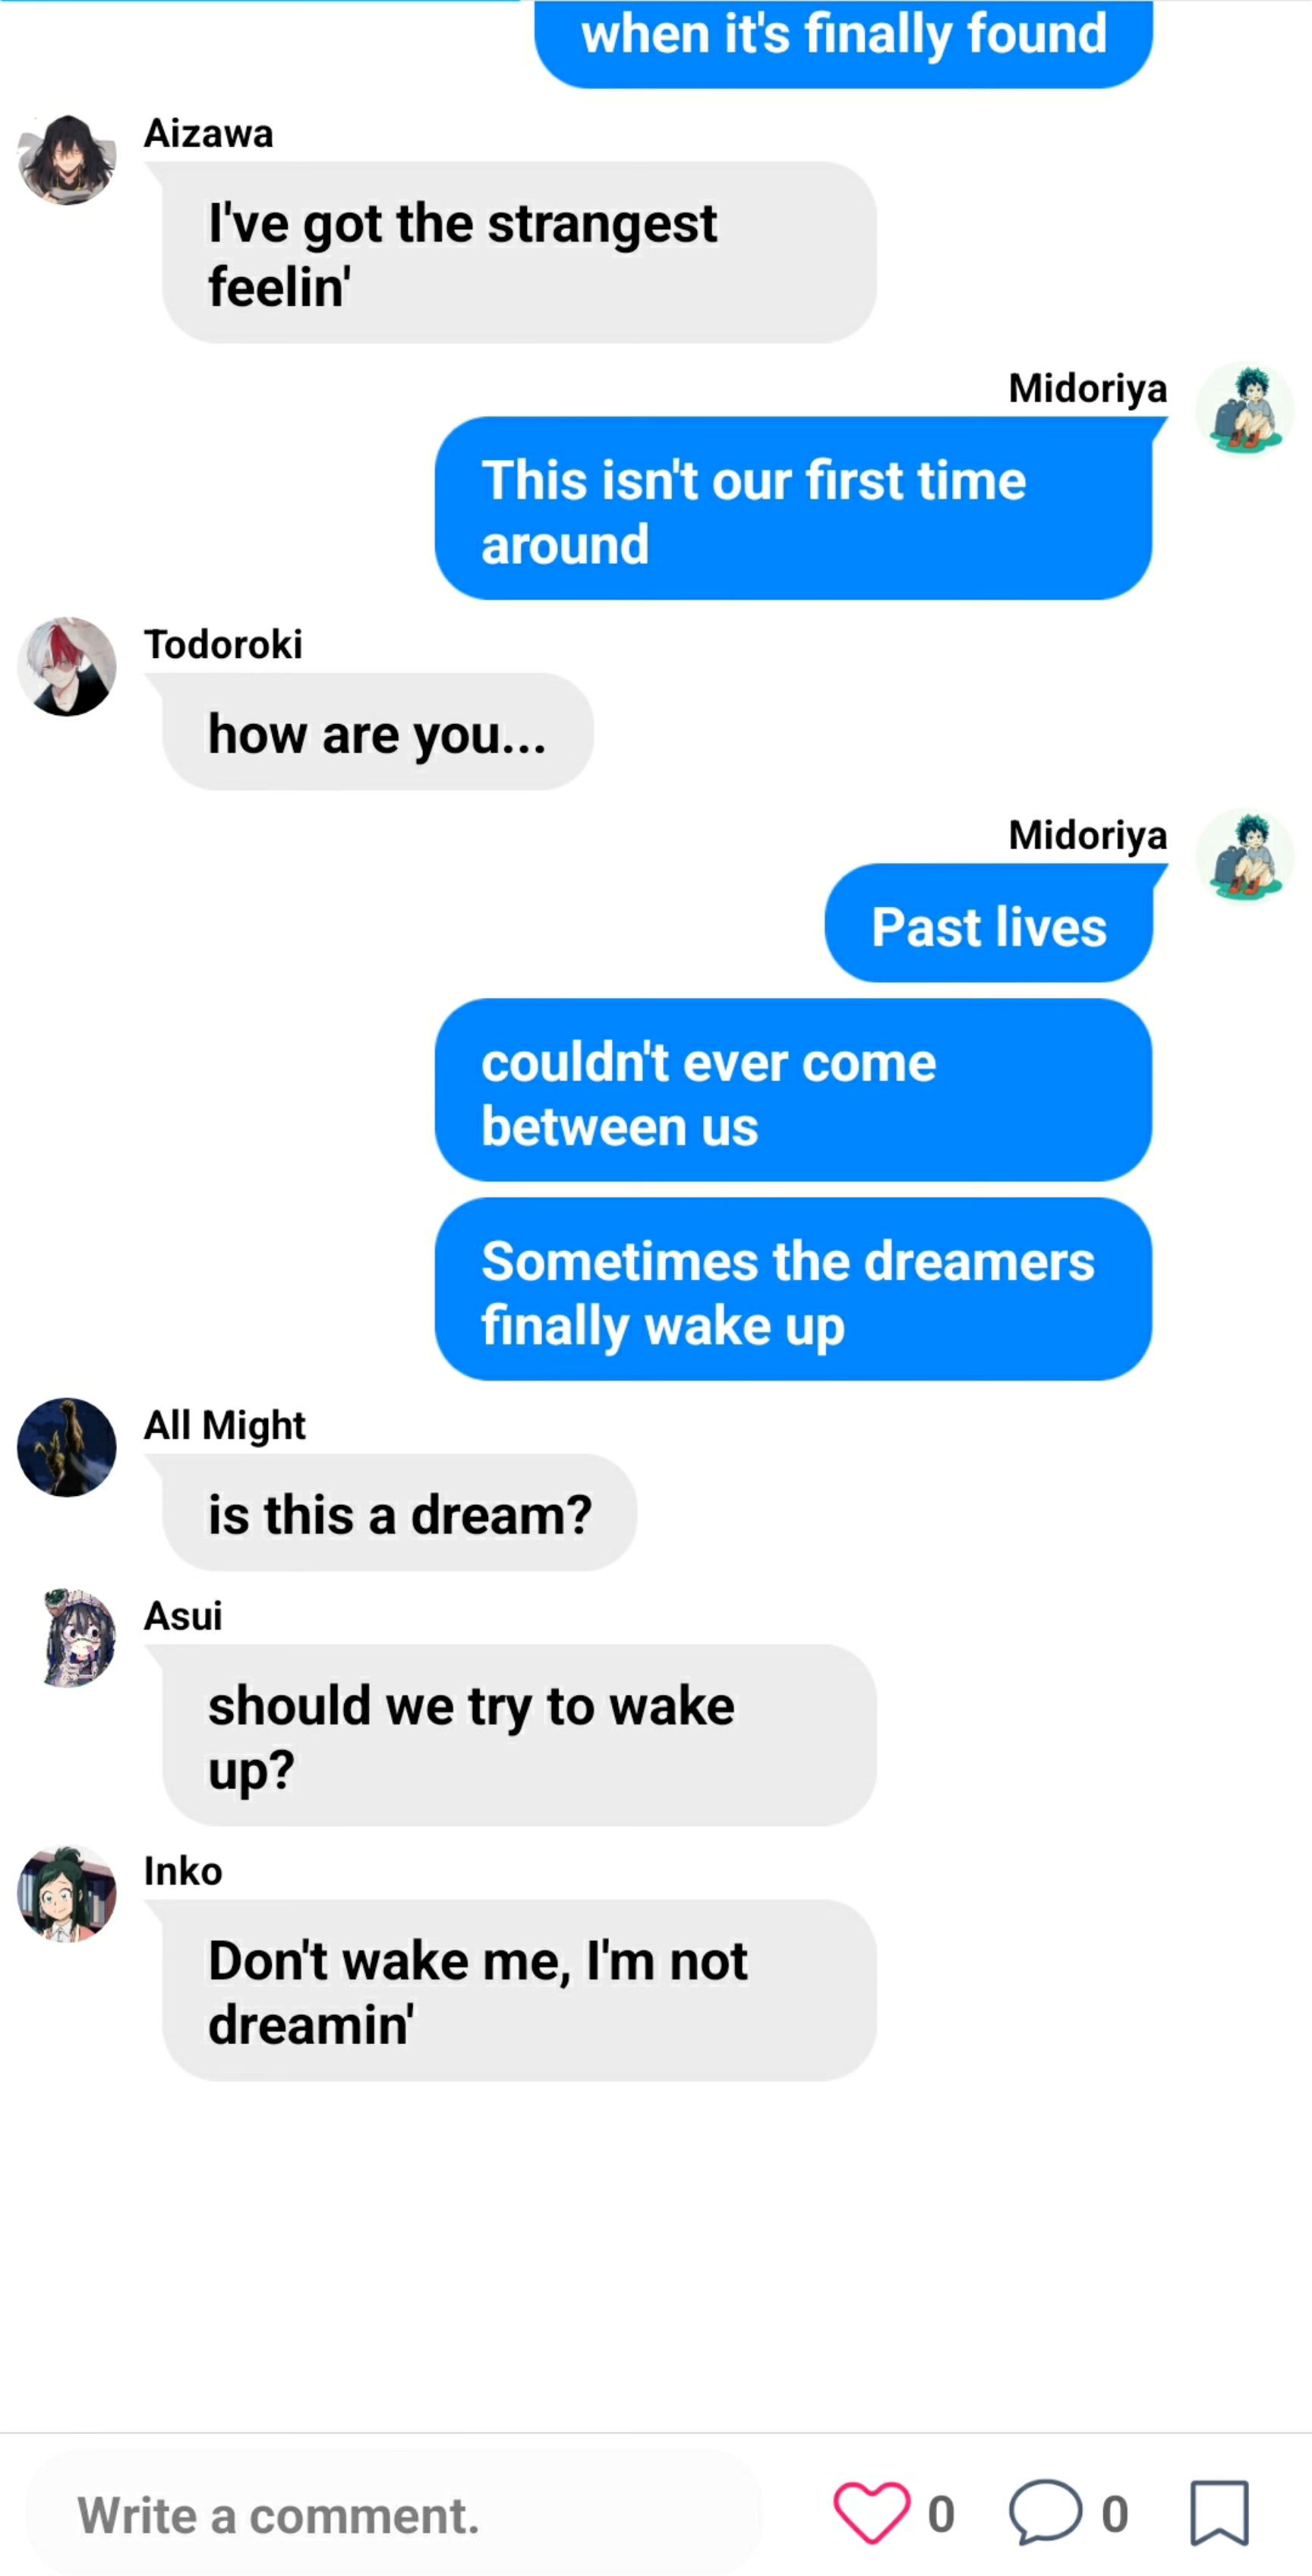 when it's finally found
Aizawa
I've got the strangest
feelin'
Midoriya
This isn't our first time
around
Todoroki
how are you...
Midoriya
Past lives
couldn't ever come
between us
Sometimes the dreamers
finally wake up
All Might
is this a dream?
Asui
should we try to wake
up?
Inko
Don't wake me, I'm not
dreamin'
Write a comment.
0
0